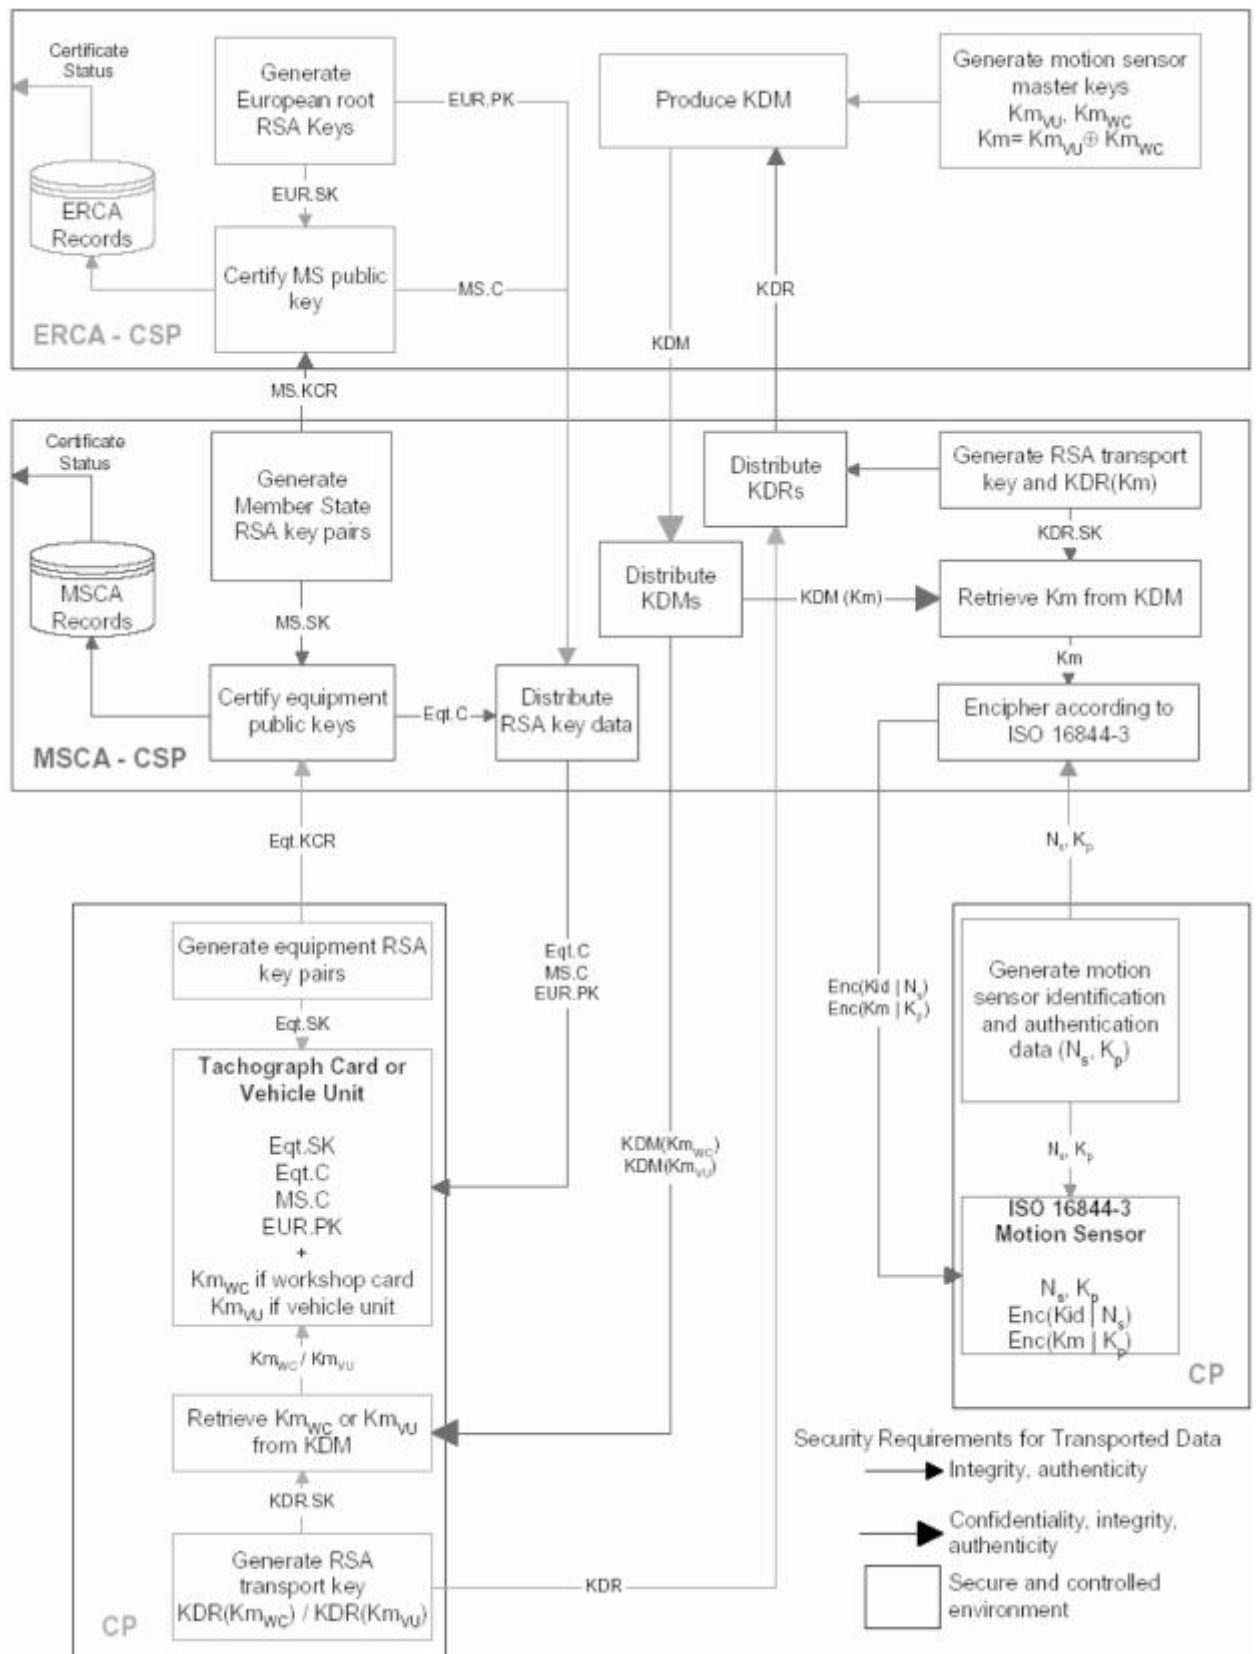 Certificate
Status
Generate
European root
RSA Keys
EUR.PK
Produce KDM
Generate motion sensor
master keys
Km_VU, Km_WC
Km= Km_VU ⊕ Km_WC
EUR.SK
ERCA
Records
Certify MS public
key
MS.C
KDR
KDM
ERCA - CSP
MS.KCR
Certificate
Status
Generate
Member State
RSA key pairs
Distribute
KDRs
Generate RSA transport
key and KDR(Km)
KDR.SK
MSCA
Records
Distribute
KDMs
KDM (Km)
Retrieve Km from KDM
MS.SK
Km
Certify equipment
public keys
Eqt.C
Distribute
RSA key data
Encipher according to
ISO 16844-3
MSCA - CSP
Eqt.KCR
N_s, K_p
Generate equipment RSA
key pairs
Eqt.C
MS.C
EUR.PK
Enc(Kid | N_s)
Enc(Km | K_p)
Generate motion
sensor identification
and authentication
data (N_s, K_p)
Eqt.SK
Tachograph Card or
Vehicle Unit
Eqt.SK
Eqt.C
MS.C
EUR.PK
+
Km_WC if workshop card
Km_VU if vehicle unit
KDM(Km_WC)
KDM(Km_VU)
N_s, K_p
ISO 16844-3
Motion Sensor
N_s, K_p
Enc(Kid | N_s)
Enc(Km | K_p)
CP
Km_WC / Km_VU
Retrieve Km_WC or Km_VU
from KDM
KDR.SK
Generate RSA
transport key
KDR(Km_WC) / KDR(Km_VU)
KDR
CP
Security Requirements for Transported Data
Integrity, authenticity
Confidentiality, integrity,
authenticity
Secure and controlled
environment